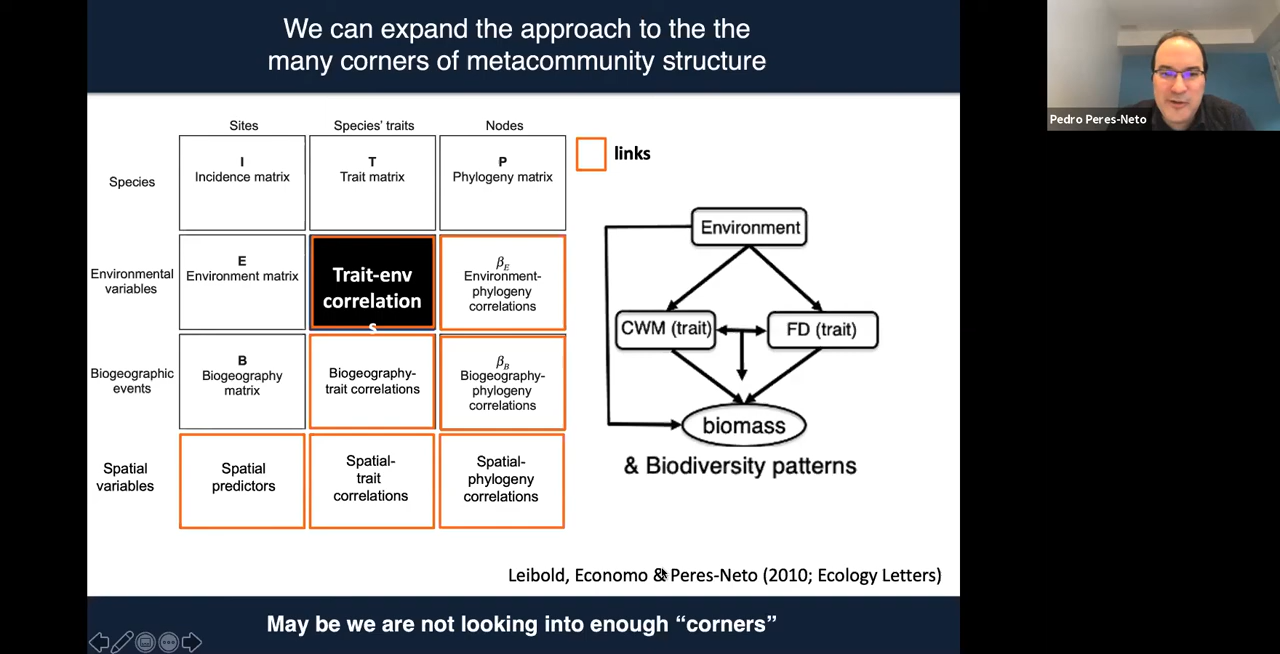 We can expand the approach to the the
many corners of metacommunity structure
Pedro Peres-Neto
Sites
Species' traits
Nodes
Species
I
Incidence matrix
T
Trait matrix
P
Phylogeny matrix
links
Environmental
variables
E
Environment matrix
Trait-env
correlation
s
βE
Environment-
phylogeny
correlations
Biogeographic
events
B
Biogeography
matrix
Biogeography-
trait correlations
βB
Biogeography-
phylogeny
correlations
Spatial
variables
Spatial
predictors
Spatial-
trait
correlations
Spatial-
phylogeny
correlations
Environment
CWM (trait)
FD (trait)
biomass
& Biodiversity patterns
Leibold, Economo & Peres-Neto (2010; Ecology Letters)
May be we are not looking into enough “corners”